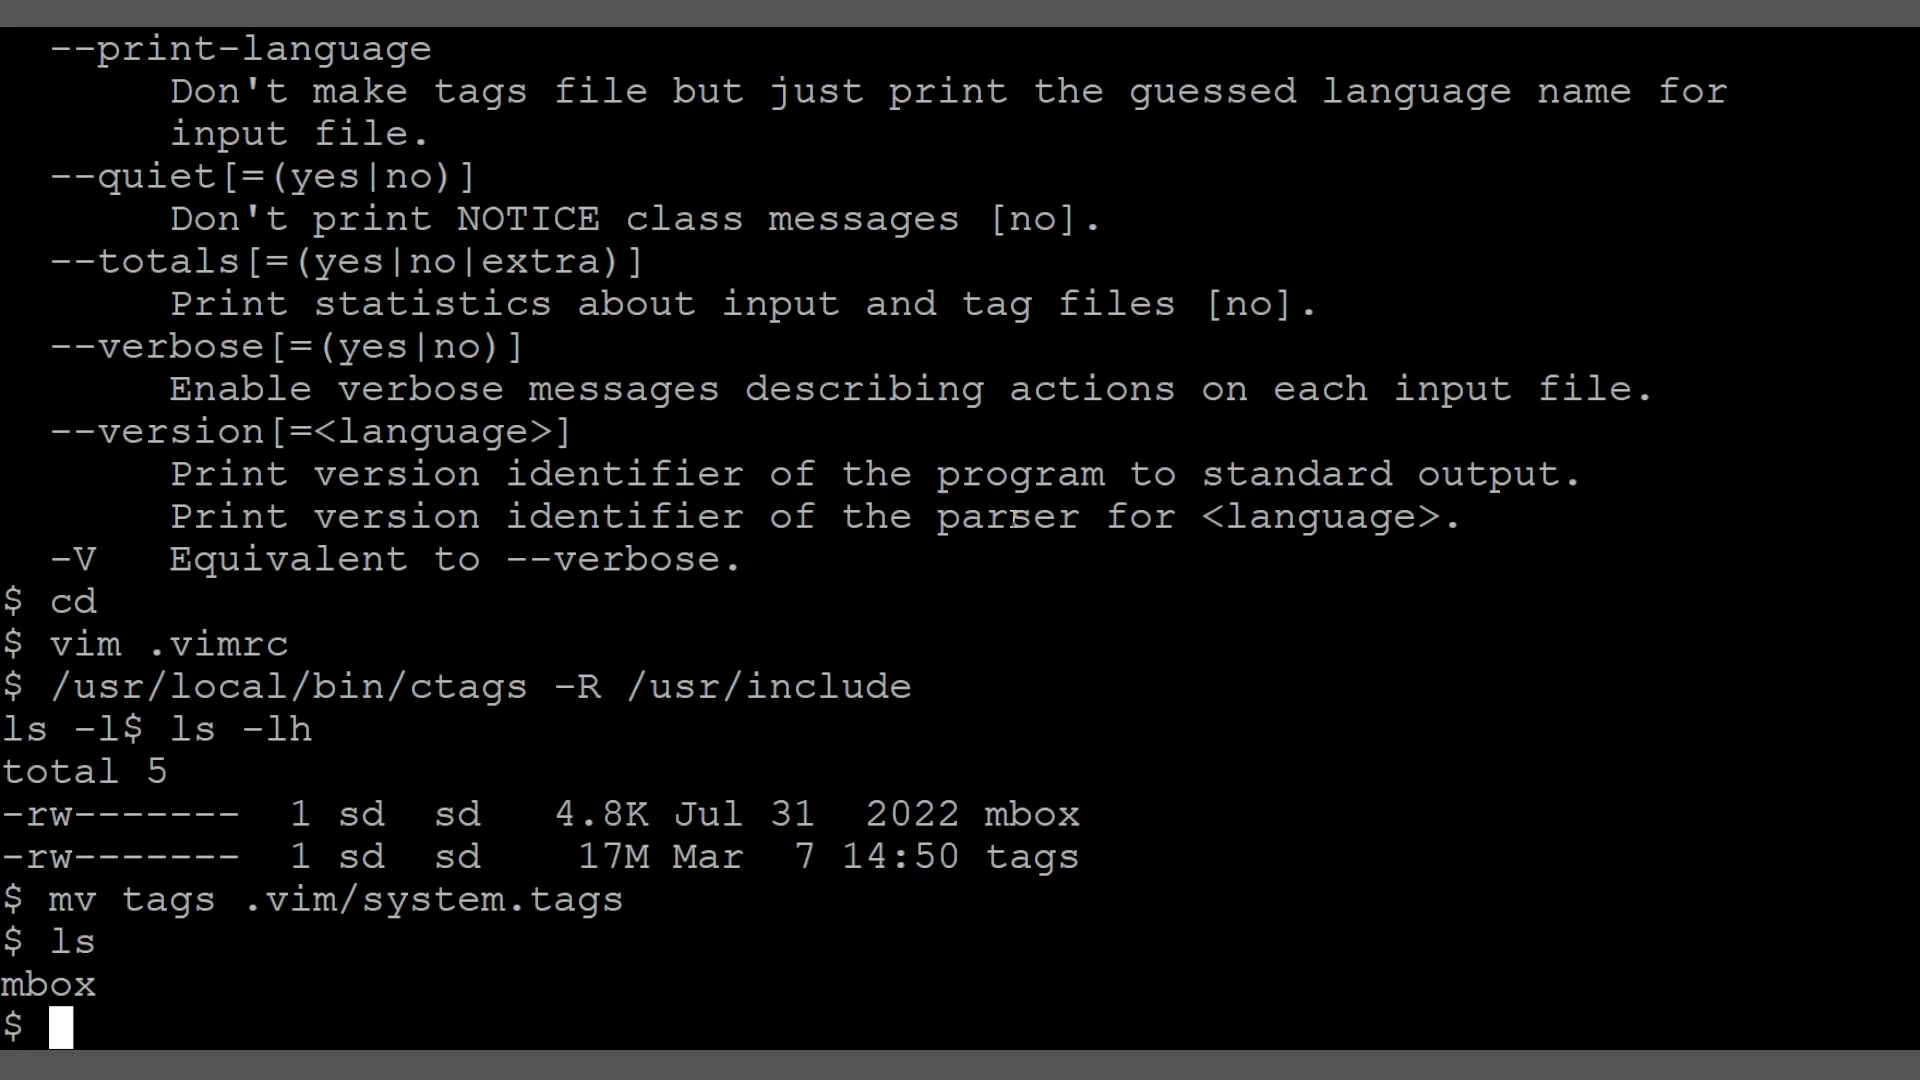 --print-language
Don't make tags file but just print the guessed language name for
input file.
--quiet[=(yes|no)]
Don't print NOTICE class messages [no].
--totals[=(yes|no|extra)]
Print statistics about input and tag files [no].
--verbose[=(yes|no)]
Enable verbose messages describing actions on each input file.
--version[=<language>]
Print version identifier of the program to standard output.
Print version identifier of the parser for <language>.
-V   Equivalent to --verbose.
$ cd
$ vim .vimrc
$ /usr/local/bin/ctags -R /usr/include
ls -l$ ls -lh
total 5
-rw-------  1 sd  sd   4.8K Jul 31  2022 mbox
-rw-------  1 sd  sd    17M Mar  7 14:50 tags
$ mv tags .vim/system.tags
$ ls
mbox
$